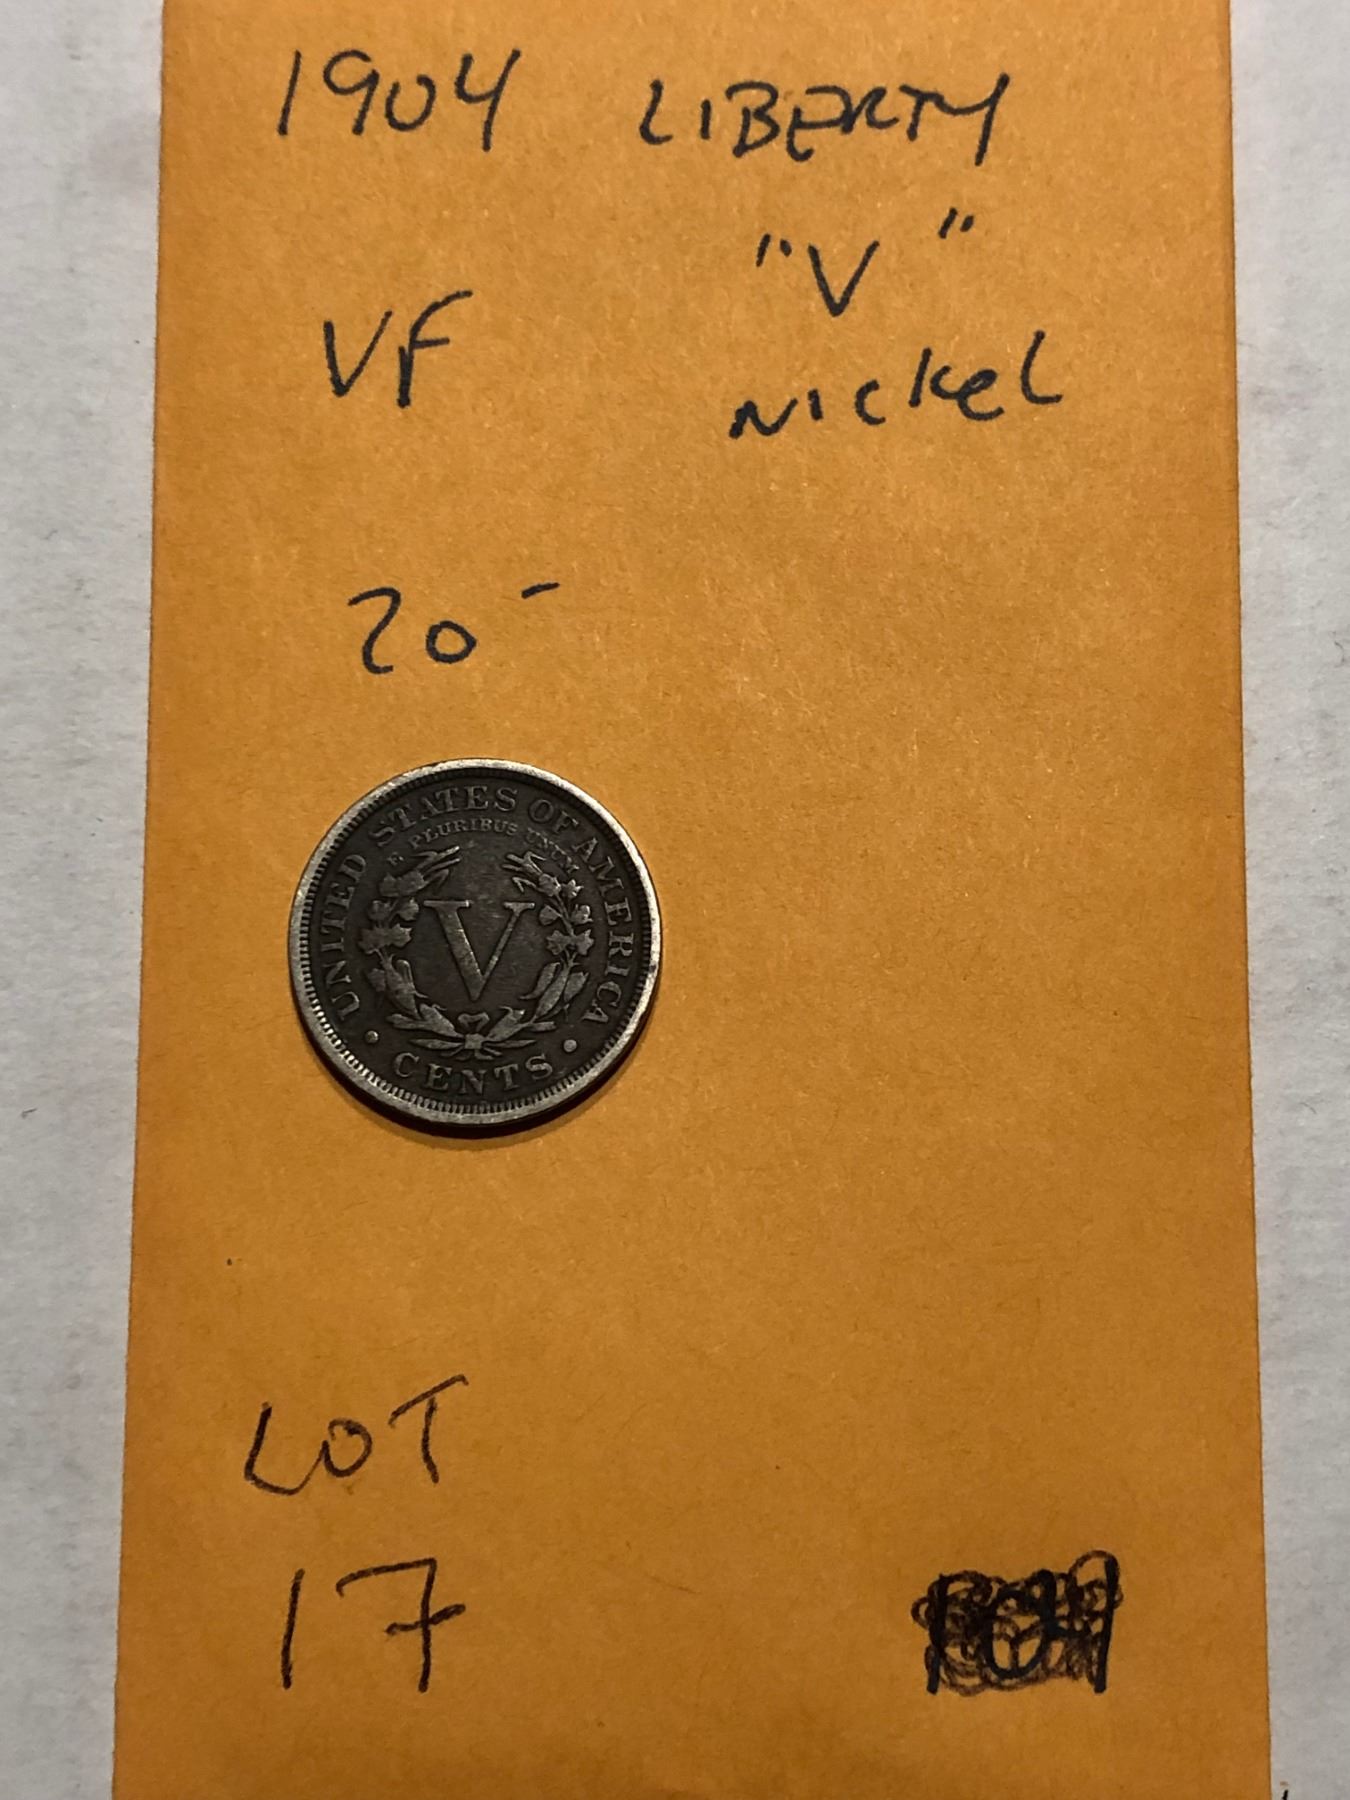 1904 LIBERTY
"V"
VF
Nickel
20-
UNITED STATES OF AMERICA
E PLURIBUS UNUM
V
• CENTS •
LOT
17